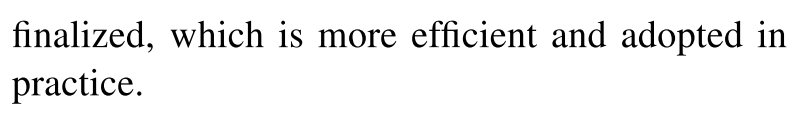 finalized, which is more efficient and adopted in
practice.